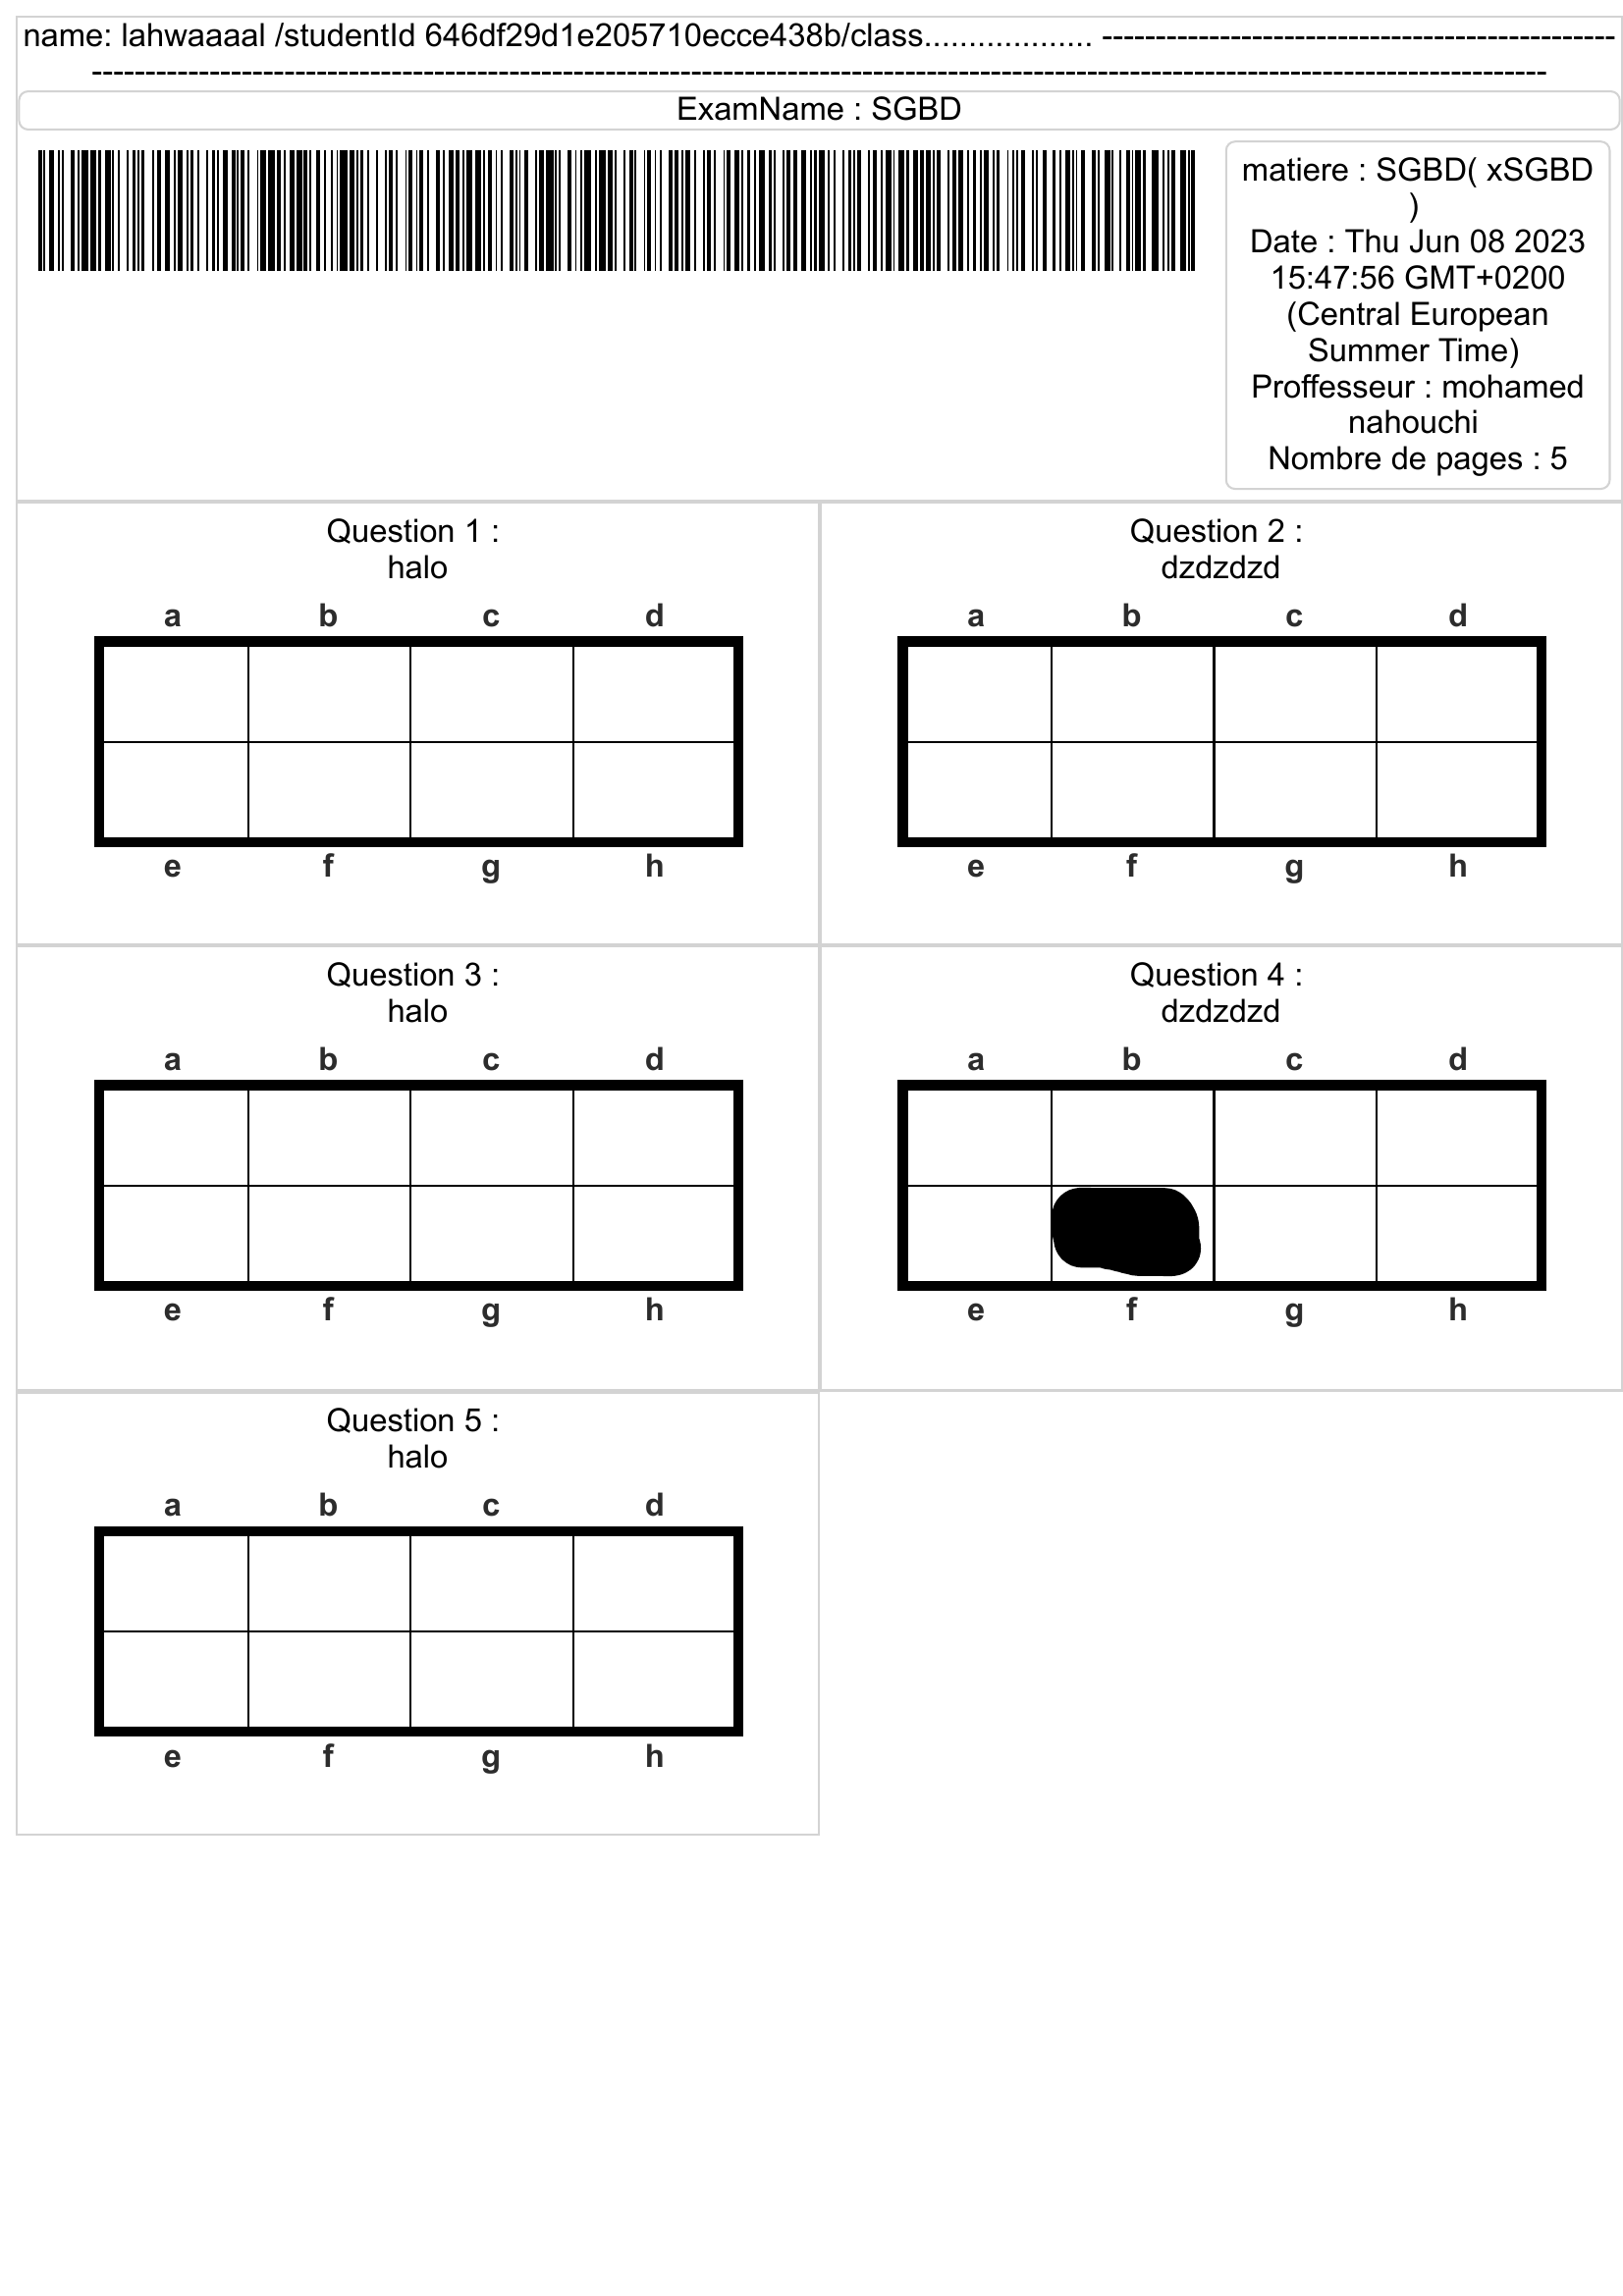 name: lahwaaaal /studentId 646df29d1e205710ecce438b/class................... ------------------------------------------------
----------------------------------------------------------------------------------------------------------------------------------------
ExamName : SGBD
matiere : SGBD( xSGBD
)
Date : Thu Jun 08 2023
15:47:56 GMT+0200
(Central European
Summer Time)
Proffesseur : mohamed
nahouchi
Nombre de pages : 5
Question 1 :
halo
a b c d
e f g h
Question 2 :
dzdzdzd
a b c d
e f g h
Question 3 :
halo
a b c d
e f g h
Question 4 :
dzdzdzd
a b c d
e f g h
Question 5 :
halo
a b c d
e f g h